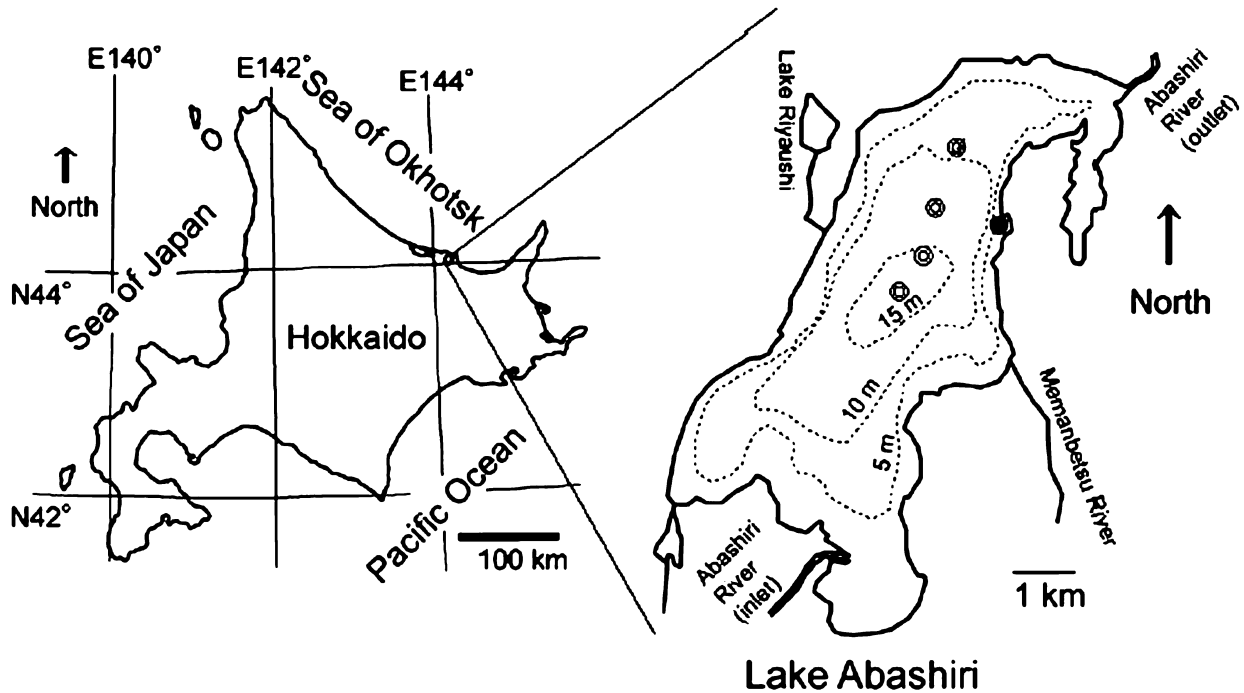 E140°
E142°
E144°
Sea of Okhotsk
North
Sea of Japan
N44°
Hokkaido
N42°
Pacific Ocean
100 km
Lake Riyaushi
Abashiri
River
(outlet)
North
15 m
10 m
5 m
Memanbetsu River
Abashiri
River
(inlet)
1 km
Lake Abashiri